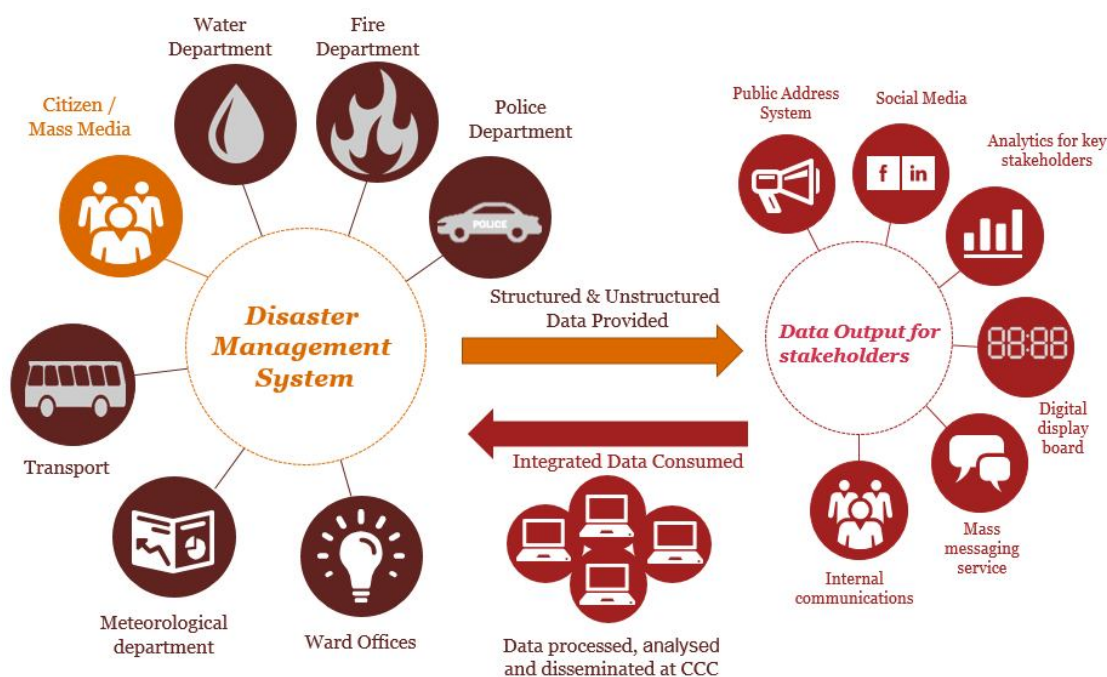 Water
Department
Fire
Department
Citizen /
Mass Media
Police
Department
POLICE
Disaster
Management
System
Transport
Meteorological
department
Ward Offices
Structured & Unstructured
Data Provided
Integrated Data Consumed
Data processed, analysed
and disseminated at CCC
Public Address
System
Social Media
f in
Analytics for key
stakeholders
Data Output for
stakeholders
88:88
Digital
display
board
Mass
messaging
service
Internal
communications